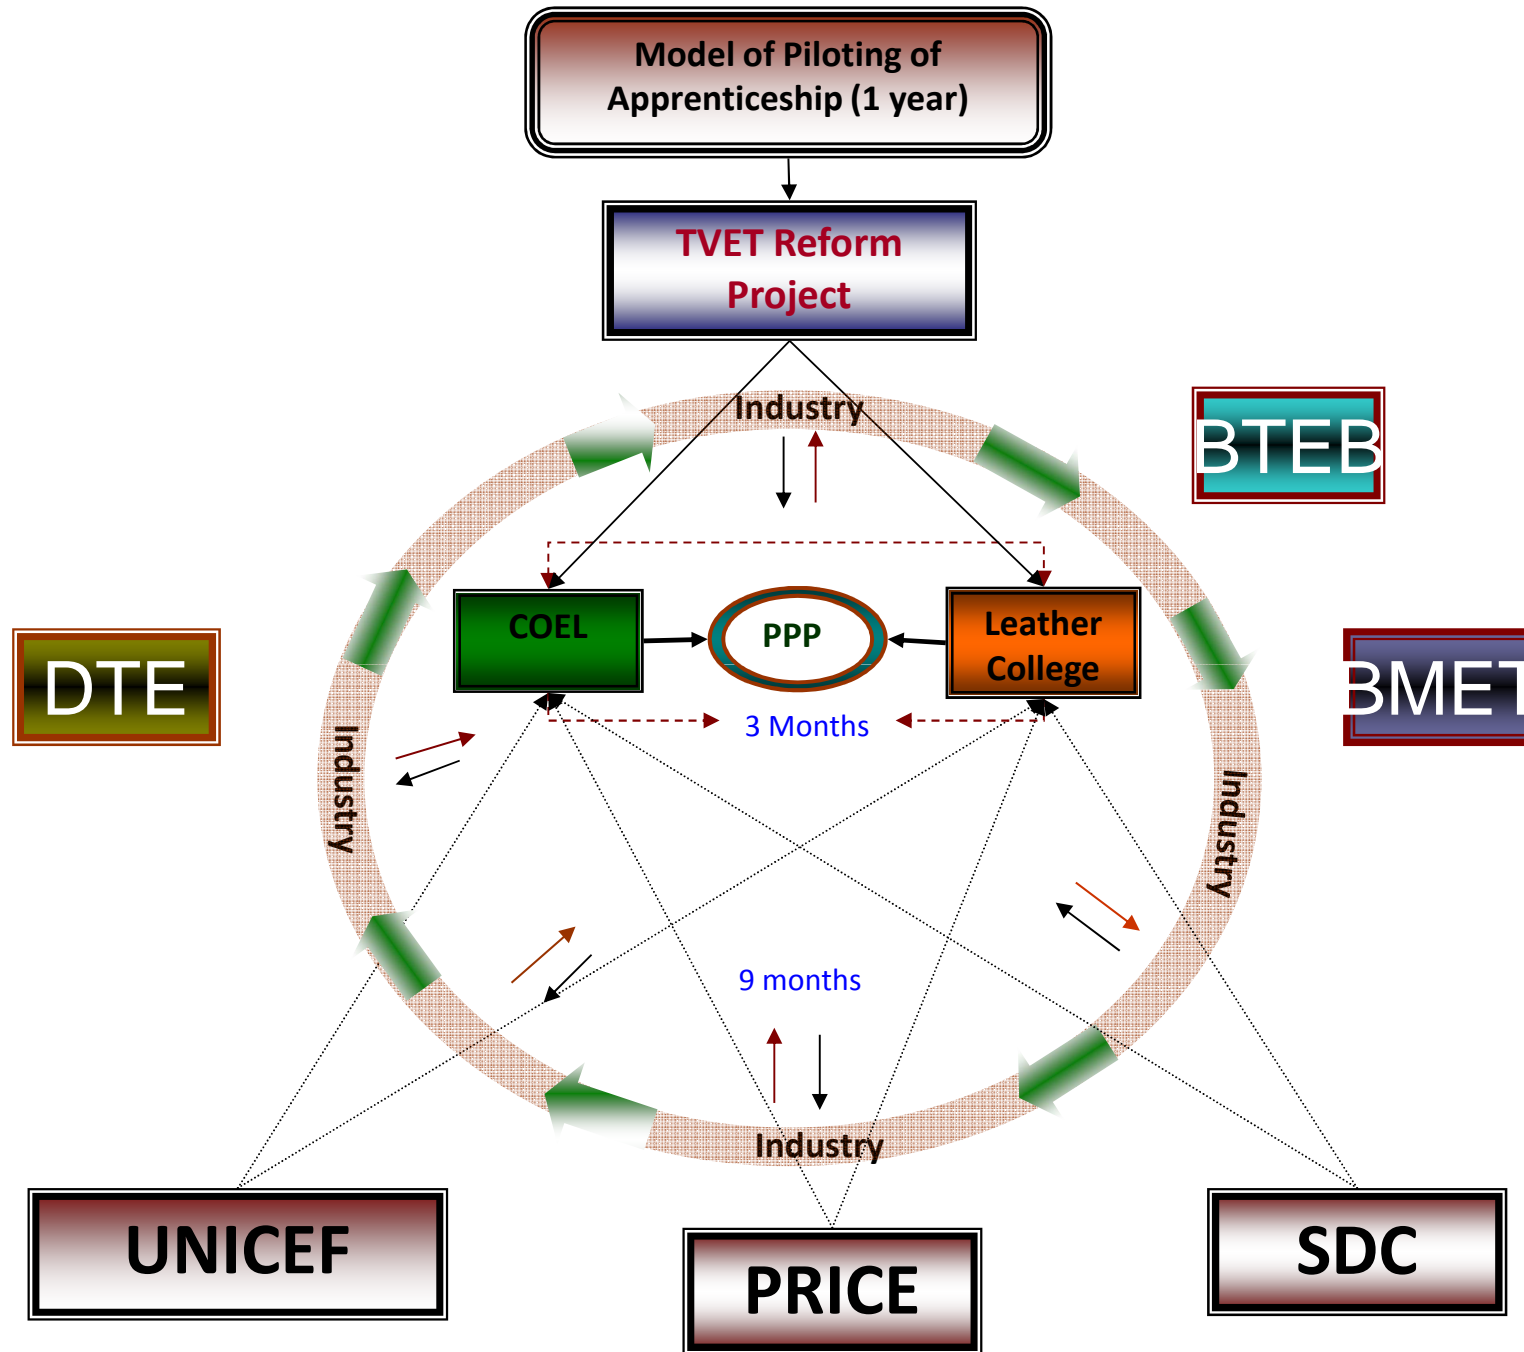 Model of Piloting of
Apprenticeship (1 year)
TVET Reform
Project
Industry
BTEB
COEL
PPP
Leather
College
DTE
BMET
3 Months
Industry
Industry
9 months
Industry
UNICEF
PRICE
SDC